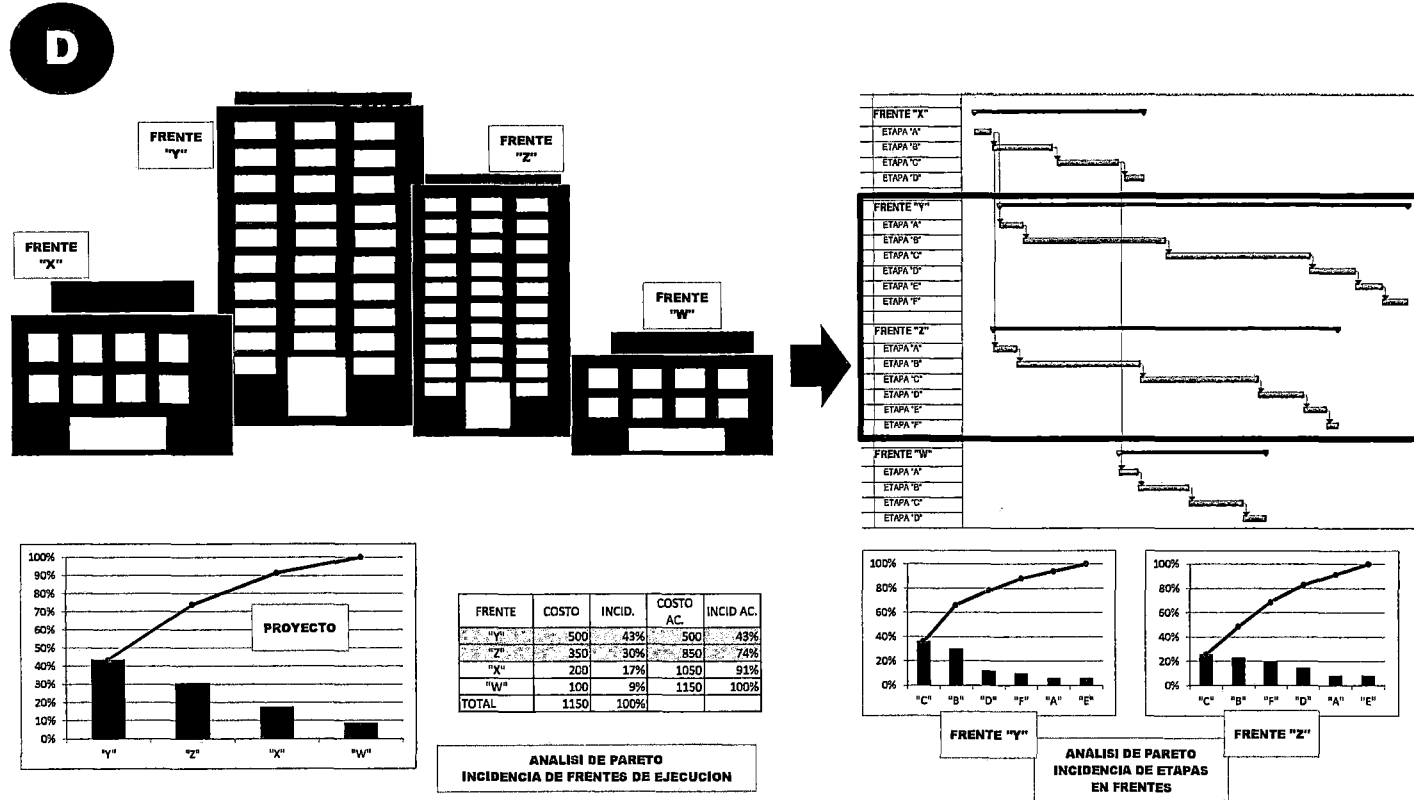 D
FRENTE
"Y"
FRENTE
"Z"
FRENTE
"X"
FRENTE
"W"
FRENTE "X"
ETAPA "A"
ETAPA "B"
ETAPA "C"
ETAPA "D"
FRENTE "Y"
ETAPA "A"
ETAPA "B"
ETAPA "C"
ETAPA "D"
ETAPA "E"
ETAPA "F"
FRENTE "Z"
ETAPA "A"
ETAPA "B"
ETAPA "C"
ETAPA "D"
ETAPA "E"
ETAPA "F"
FRENTE "W"
ETAPA "A"
ETAPA "B"
ETAPA "C"
ETAPA "D"
100%
90%
80%
70%
60%
50%
40%
30%
20%
10%
0%
PROYECTO
"Y" "Z" "X" "W"
FRENTE COSTO INCID. COSTO AC. INCID AC.
"Y" 500 43% 500 43%
"Z" 350 30% 850 74%
"X" 200 17% 1050 91%
"W" 100 9% 1150 100%
TOTAL 1150 100%
ANALISI DE PARETO
INCIDENCIA DE FRENTES DE EJECUCION
100%
80%
60%
40%
20%
0%
"C" "B" "D" "F" "A" "E"
FRENTE "Y"
100%
80%
60%
40%
20%
0%
"C" "B" "F" "D" "A" "E"
FRENTE "Z"
ANALISI DE PARETO
INCIDENCIA DE ETAPAS
EN FRENTES